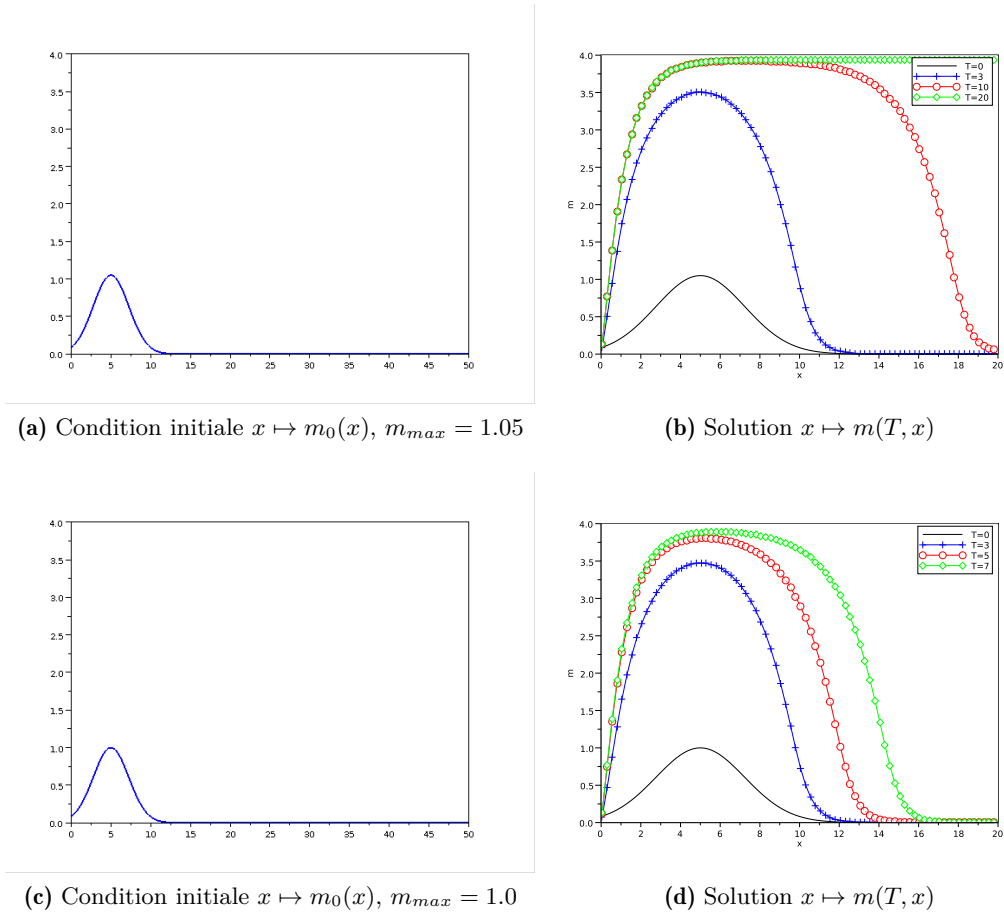 4.0
3.5
3.0
2.5
2.0
1.5
1.0
0.5
0.0
0 5 10 15 20 25 30 35 40 45 50
(a) Condition initiale x ↦ m₀(x), m_{max} = 1.05
4.0
3.5
3.0
2.5
2.0
1.5
1.0
0.5
0.0
m
0 2 4 6 8 10 12 14 16 18 20
x
T=0
T=3
T=10
T=20
(b) Solution x ↦ m(T, x)
4.0
3.5
3.0
2.5
2.0
1.5
1.0
0.5
0.0
0 5 10 15 20 25 30 35 40 45 50
(c) Condition initiale x ↦ m₀(x), m_{max} = 1.0
4.0
3.5
3.0
2.5
2.0
1.5
1.0
0.5
0.0
m
0 2 4 6 8 10 12 14 16 18 20
x
T=0
T=3
T=5
T=7
(d) Solution x ↦ m(T, x)